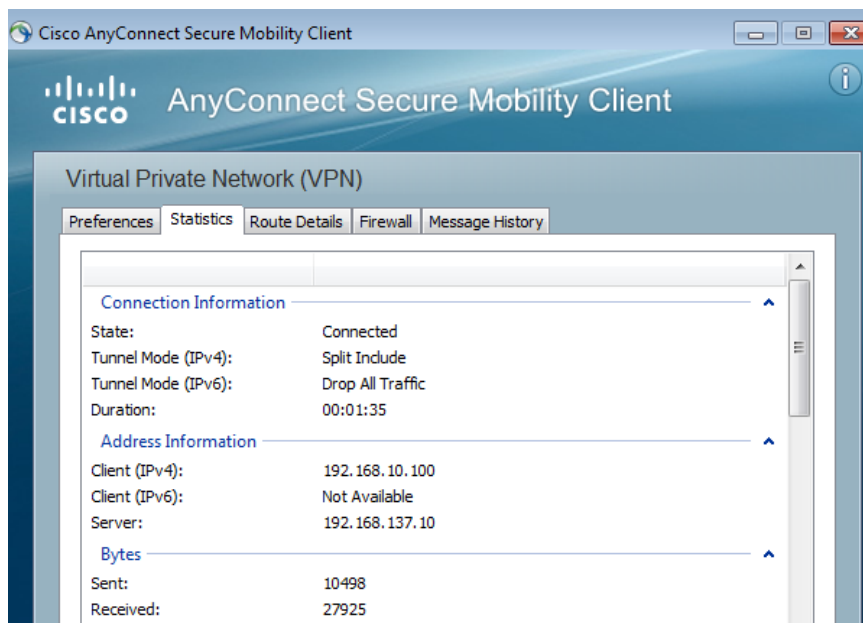 Cisco AnyConnect Secure Mobility Client
CISCO AnyConnect Secure Mobility Client
Virtual Private Network (VPN)
Preferences Statistics Route Details Firewall Message History
Connection Information
State: Connected
Tunnel Mode (IPv4): Split Include
Tunnel Mode (IPv6): Drop All Traffic
Duration: 00:01:35
Address Information
Client (IPv4): 192.168.10.100
Client (IPv6): Not Available
Server: 192.168.137.10
Bytes
Sent: 10498
Received: 27925